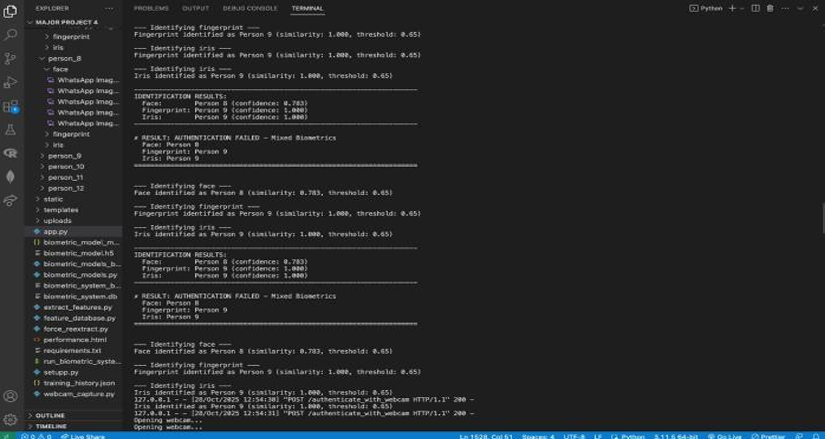 EXPLORER
MAJOR PROJECT 4
fingerprint
iris
person_8
face
WhatsApp Imag...
WhatsApp Imag...
WhatsApp Imag...
WhatsApp Imag...
WhatsApp Imag...
fingerprint
iris
person_9
person_10
person_11
person_12
static
templates
uploads
app.py
biometric_model_m...
biometric_model.h5
biometric_models_b...
biometric_models.py
biometric_system_b...
biometric_system.db
extract_features.py
feature_database.py
force_reextract.py
performance.html
requirements.txt
run_biometric_syste...
setupp.py
training_history.json
webcam_capture.py
OUTLINE
TIMELINE
PROBLEMS OUTPUT DEBUG CONSOLE TERMINAL
Python
--- Identifying fingerprint ---
Fingerprint identified as Person 9 (similarity: 1.000, threshold: 0.65)
--- Identifying iris ---
Fingerprint identified as Person 9 (similarity: 1.000, threshold: 0.65)
--- Identifying iris ---
Iris identified as Person 9 (similarity: 1.000, threshold: 0.65)
IDENTIFICATION RESULTS:
Face: Person 8 (confidence: 0.783)
Fingerprint: Person 9 (confidence: 1.000)
Iris: Person 9 (confidence: 1.000)
✗ RESULT: AUTHENTICATION FAILED - Mixed Biometrics
Face: Person 8
Fingerprint: Person 9
Iris: Person 9
--- Identifying face ---
Face identified as Person 8 (similarity: 0.783, threshold: 0.65)
--- Identifying fingerprint ---
Fingerprint identified as Person 9 (similarity: 1.000, threshold: 0.65)
--- Identifying iris ---
Iris identified as Person 9 (similarity: 1.000, threshold: 0.65)
IDENTIFICATION RESULTS:
Face: Person 8 (confidence: 0.783)
Fingerprint: Person 9 (confidence: 1.000)
Iris: Person 9 (confidence: 1.000)
✗ RESULT: AUTHENTICATION FAILED - Mixed Biometrics
Face: Person 8
Fingerprint: Person 9
Iris: Person 9
--- Identifying face ---
Face identified as Person 8 (similarity: 0.783, threshold: 0.65)
--- Identifying fingerprint ---
Fingerprint identified as Person 9 (similarity: 1.000, threshold: 0.65)
--- Identifying iris ---
Iris identified as Person 9 (similarity: 1.000, threshold: 0.65)
127.0.0.1 - - [28/Oct/2025 12:54:30] "POST /authenticate_with_webcam HTTP/1.1" 200 -
Iris identified as Person 9 (similarity: 1.000, threshold: 0.65)
127.0.0.1 - - [28/Oct/2025 12:54:31] "POST /authenticate_with_webcam HTTP/1.1" 200 -
Opening webcam...
Opening webcam...
0 2 Live Share Ln 1528, Col 51 Spaces: 4 UTF-8 LF Python 3.11.5 64-bit Go Live Prettier